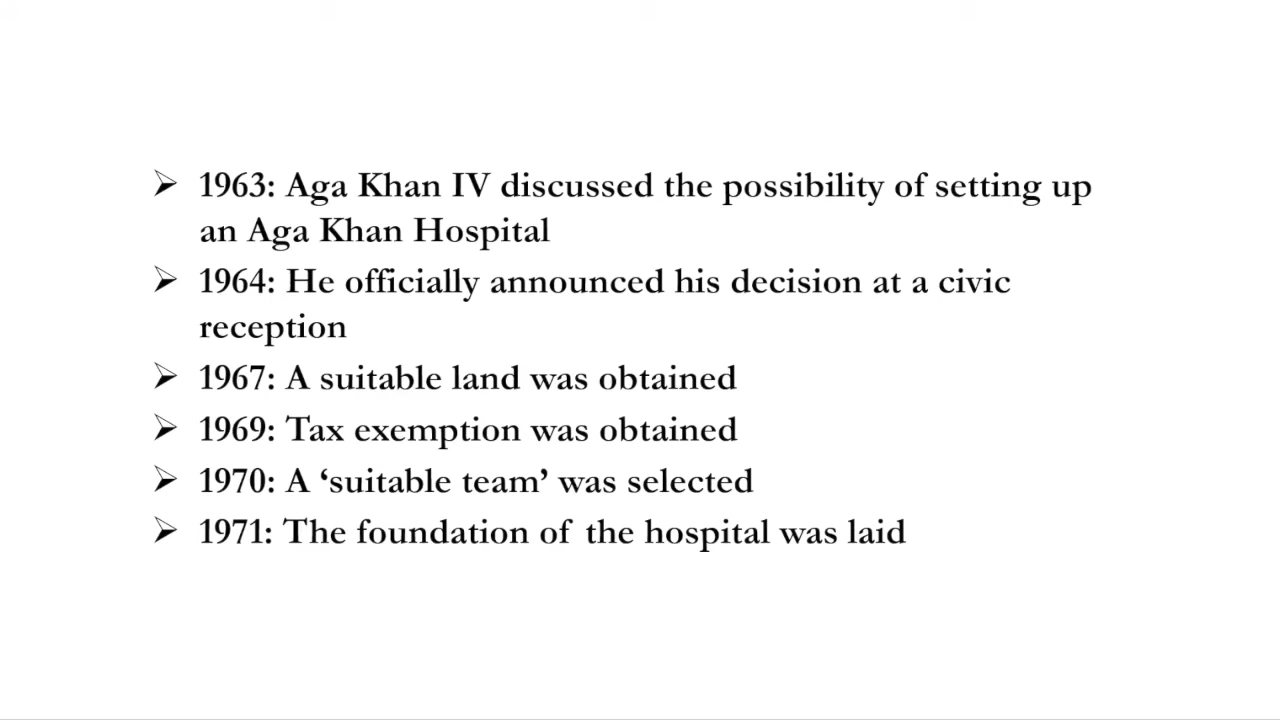 ➢ 1963: Aga Khan IV discussed the possibility of setting up
an Aga Khan Hospital
➢ 1964: He officially announced his decision at a civic
reception
➢ 1967: A suitable land was obtained
➢ 1969: Tax exemption was obtained
➢ 1970: A ‘suitable team’ was selected
➢ 1971: The foundation of the hospital was laid